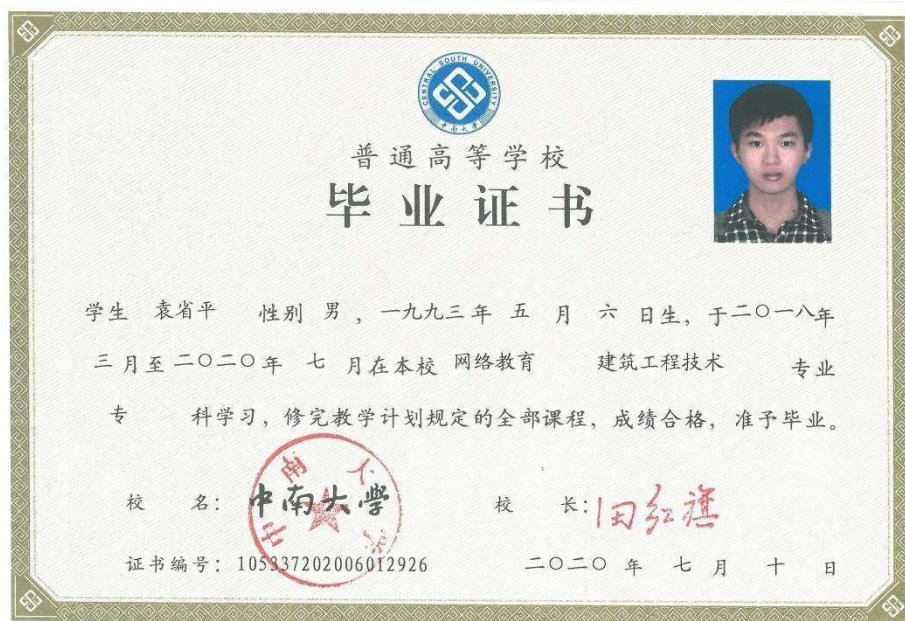 CENTRAL SOUTH UNIVERSITY
中南大学
普通高等学校
毕业证书
学生 袁省平 性别 男 ，一九九三年 五 月 六 日生，于二〇一八年
三月至二〇二〇年 七 月在本校 网络教育 建筑工程技术 专业
专 科学习，修完教学计划规定的全部课程，成绩合格，准予毕业。
校 名：中南大學
中南大学
校 长：田红旗
证书编号：105337202006012926
二〇二〇 年 七 月 十 日